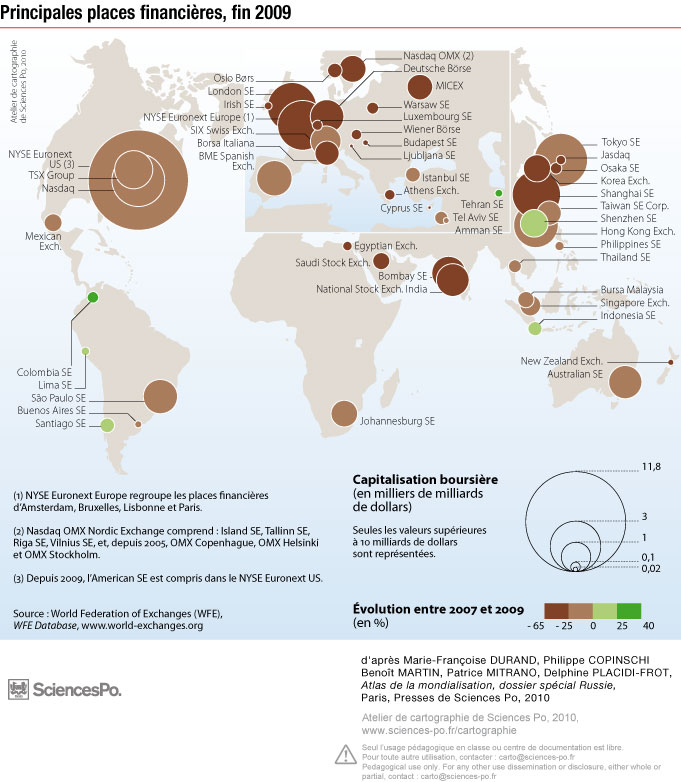 Principales places financières, fin 2009
Atelier de cartographie
de Sciences Po, 2010
Nasdaq OMX (2)
Deutsche Börse
MICEX
Oslo Børs
London SE
Irish SE
NYSE Euronext Europe (1)
SIX Swiss Exch.
Borsa Italiana
BME Spanish
Exch.
Warsaw SE
Luxembourg SE
Wiener Börse
Budapest SE
Ljubljana SE
Istanbul SE
Athens Exch.
Cyprus SE
Tehran SE
Tel Aviv SE
Amman SE
NYSE Euronext
US (3)
TSX Group
Nasdaq
Mexican
Exch.
Tokyo SE
Jasdaq
Osaka SE
Korea Exch.
Shanghai SE
Taiwan SE Corp.
Shenzhen SE
Hong Kong Exch.
Philippines SE
Thailand SE
Egyptian Exch.
Saudi Stock Exch.
Bombay SE
National Stock Exch. India
Bursa Malaysia
Singapore Exch.
Indonesia SE
New Zealand Exch.
Australian SE
Colombia SE
Lima SE
São Paulo SE
Buenos Aires SE
Santiago SE
Johannesburg SE
(1) NYSE Euronext Europe regroupe les places financières
d'Amsterdam, Bruxelles, Lisbonne et Paris.
(2) Nasdaq OMX Nordic Exchange comprend : Island SE, Tallinn SE,
Riga SE, Vilnius SE, et, depuis 2005, OMX Copenhague, OMX Helsinki
et OMX Stockholm.
(3) Depuis 2009, l'American SE est compris dans le NYSE Euronext US.
Source : World Federation of Exchanges (WFE),
WFE Database, www.world-exchanges.org
Capitalisation boursière
(en milliers de milliards
de dollars)
Seules les valeurs supérieures
à 10 milliards de dollars
sont représentées.
11,8
3
1
0,1
0,02
Évolution entre 2007 et 2009
(en %)
- 65 - 25 0 25 40
d'après Marie-Françoise DURAND, Philippe COPINSCHI
Benoît MARTIN, Patrice MITRANO, Delphine PLACIDI-FROT,
Atlas de la mondialisation, dossier spécial Russie,
Paris, Presses de Sciences Po, 2010
SciencesPo.
Atelier de cartographie de Sciences Po, 2010,
www.sciences-po.fr/cartographie
Seul l'usage pédagogique en classe ou centre de documentation est libre.
Pour toute autre utilisation, contacter : carto@sciences-po.fr
Pedagogical use only. For any other use dissemination or disclosure, either whole or
partial, contact : carto@sciences-po.fr